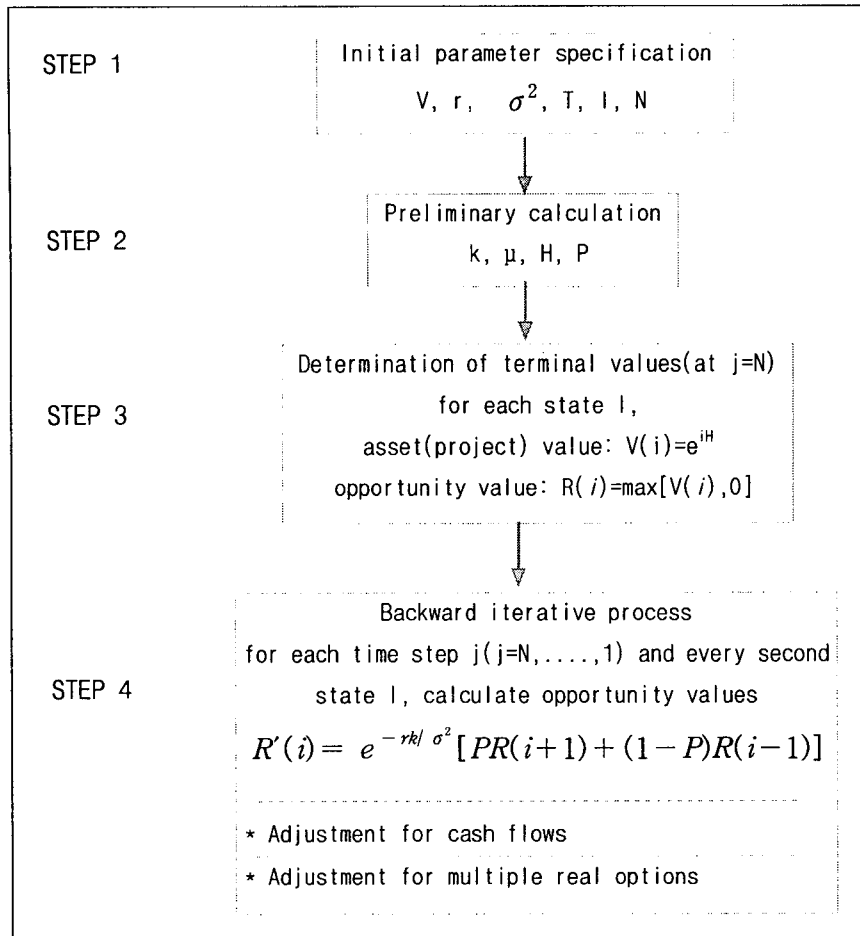 STEP 1
Initial parameter specification
V, r, σ², T, I, N
STEP 2
Preliminary calculation
k, μ, H, P
STEP 3
Determination of terminal values(at j=N)
for each state I,
asset(project) value: V(i)=e^{iH}
opportunity value: R(i)=max[V(i),0]
STEP 4
Backward iterative process
for each time step j(j=N,....,1) and every second
state I, calculate opportunity values
R′(i)= e^{-rk/σ²}[PR(i+1)+(1-P)R(i-1)]
* Adjustment for cash flows
* Adjustment for multiple real options